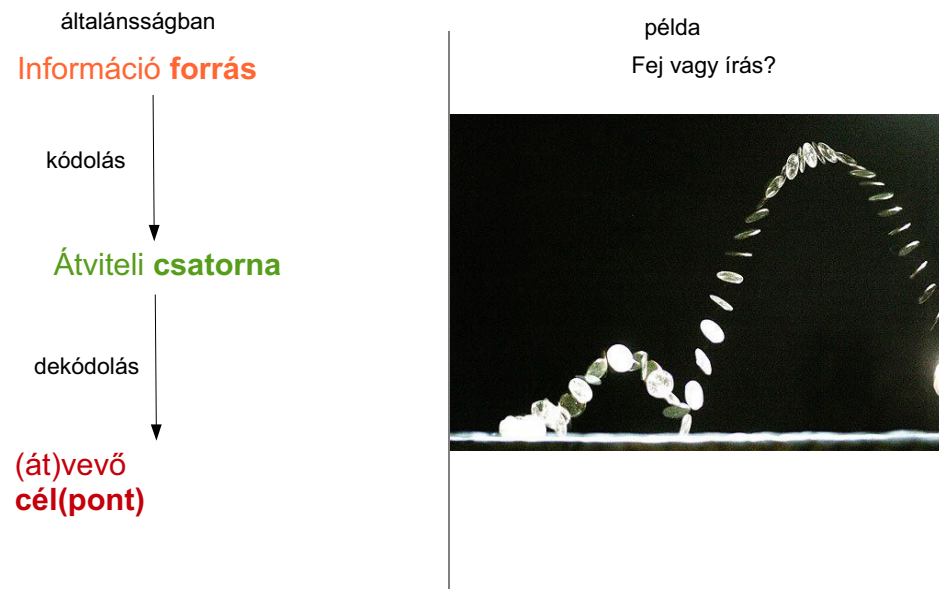 általánsságban
Információ forrás
kódolás
Átviteli csatorna
dekódolás
(át)vevő
cél(pont)
példa
Fej vagy írás?